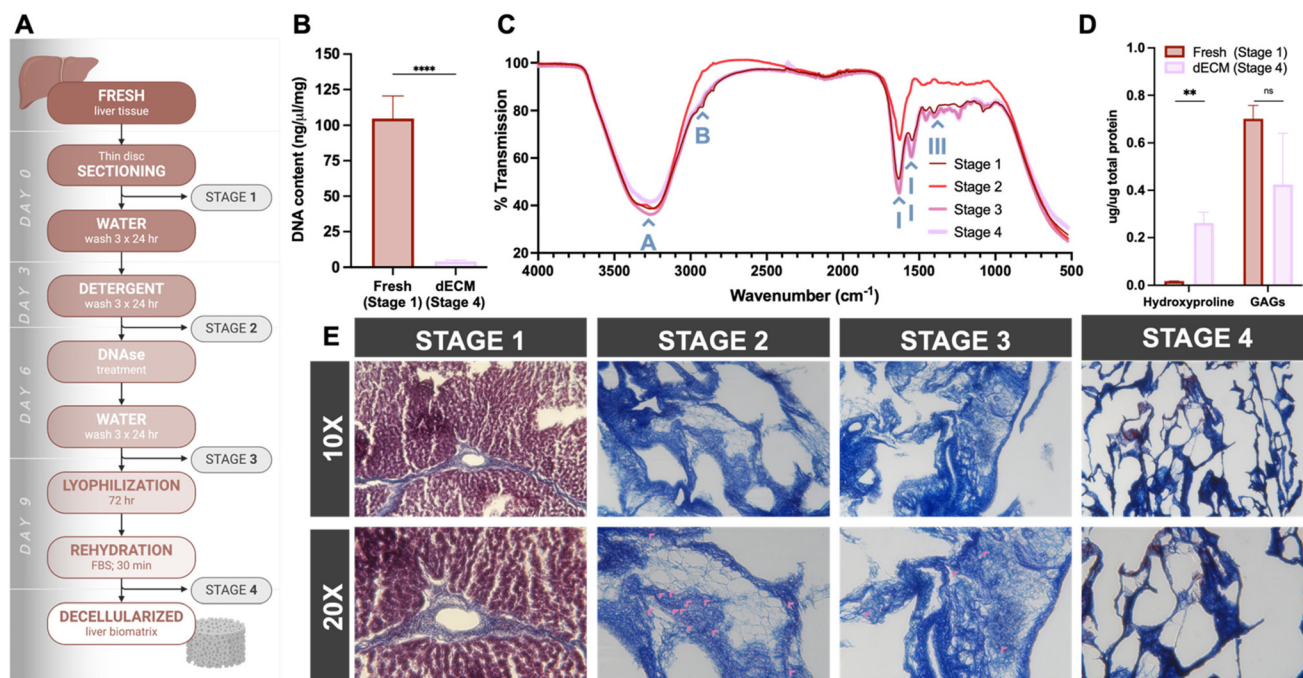 A
FRESH
liver tissue
DAY 0
Thin disc
SECTIONING
STAGE 1
WATER
wash 3 x 24 hr
DAY 3
DETERGENT
wash 3 x 24 hr
STAGE 2
DAY 6
DNAse
treatment
WATER
wash 3 x 24 hr
STAGE 3
DAY 9
LYOPHILIZATION
72 hr
REHYDRATION
FBS; 30 min
STAGE 4
DECELLULARIZED
liver biomatrix
B
DNA content (ng/µl/mg)
150
125
100
75
50
25
0
****
Fresh
(Stage 1)
dECM
(Stage 4)
C
% Transmission
100
80
60
40
20
A
B
I
I
I
III
Stage 1
Stage 2
Stage 3
Stage 4
4000
3000
2500
2000
1500
1000
500
Wavenumber (cm⁻¹)
D
Fresh (Stage 1)
dECM (Stage 4)
ug/ug total protein
1.0
0.8
0.6
0.4
0.2
0.0
**
ns
Hydroxyproline
GAGs
E
STAGE 1
STAGE 2
STAGE 3
STAGE 4
10X
20X